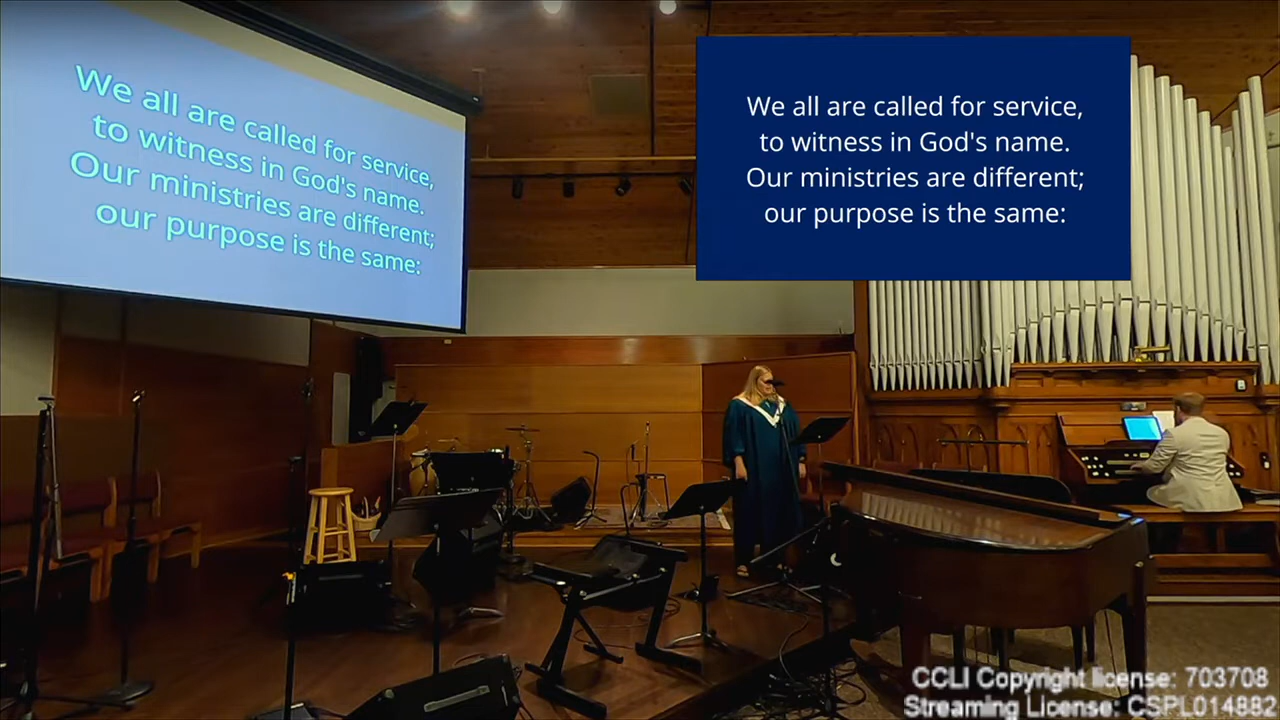 We all are called for service,
to witness in God's name.
Our ministries are different;
our purpose is the same:
We all are called for service,
to witness in God's name.
Our ministries are different;
our purpose is the same:
CCLI Copyright license: 703708
Streaming License: CSPL014882